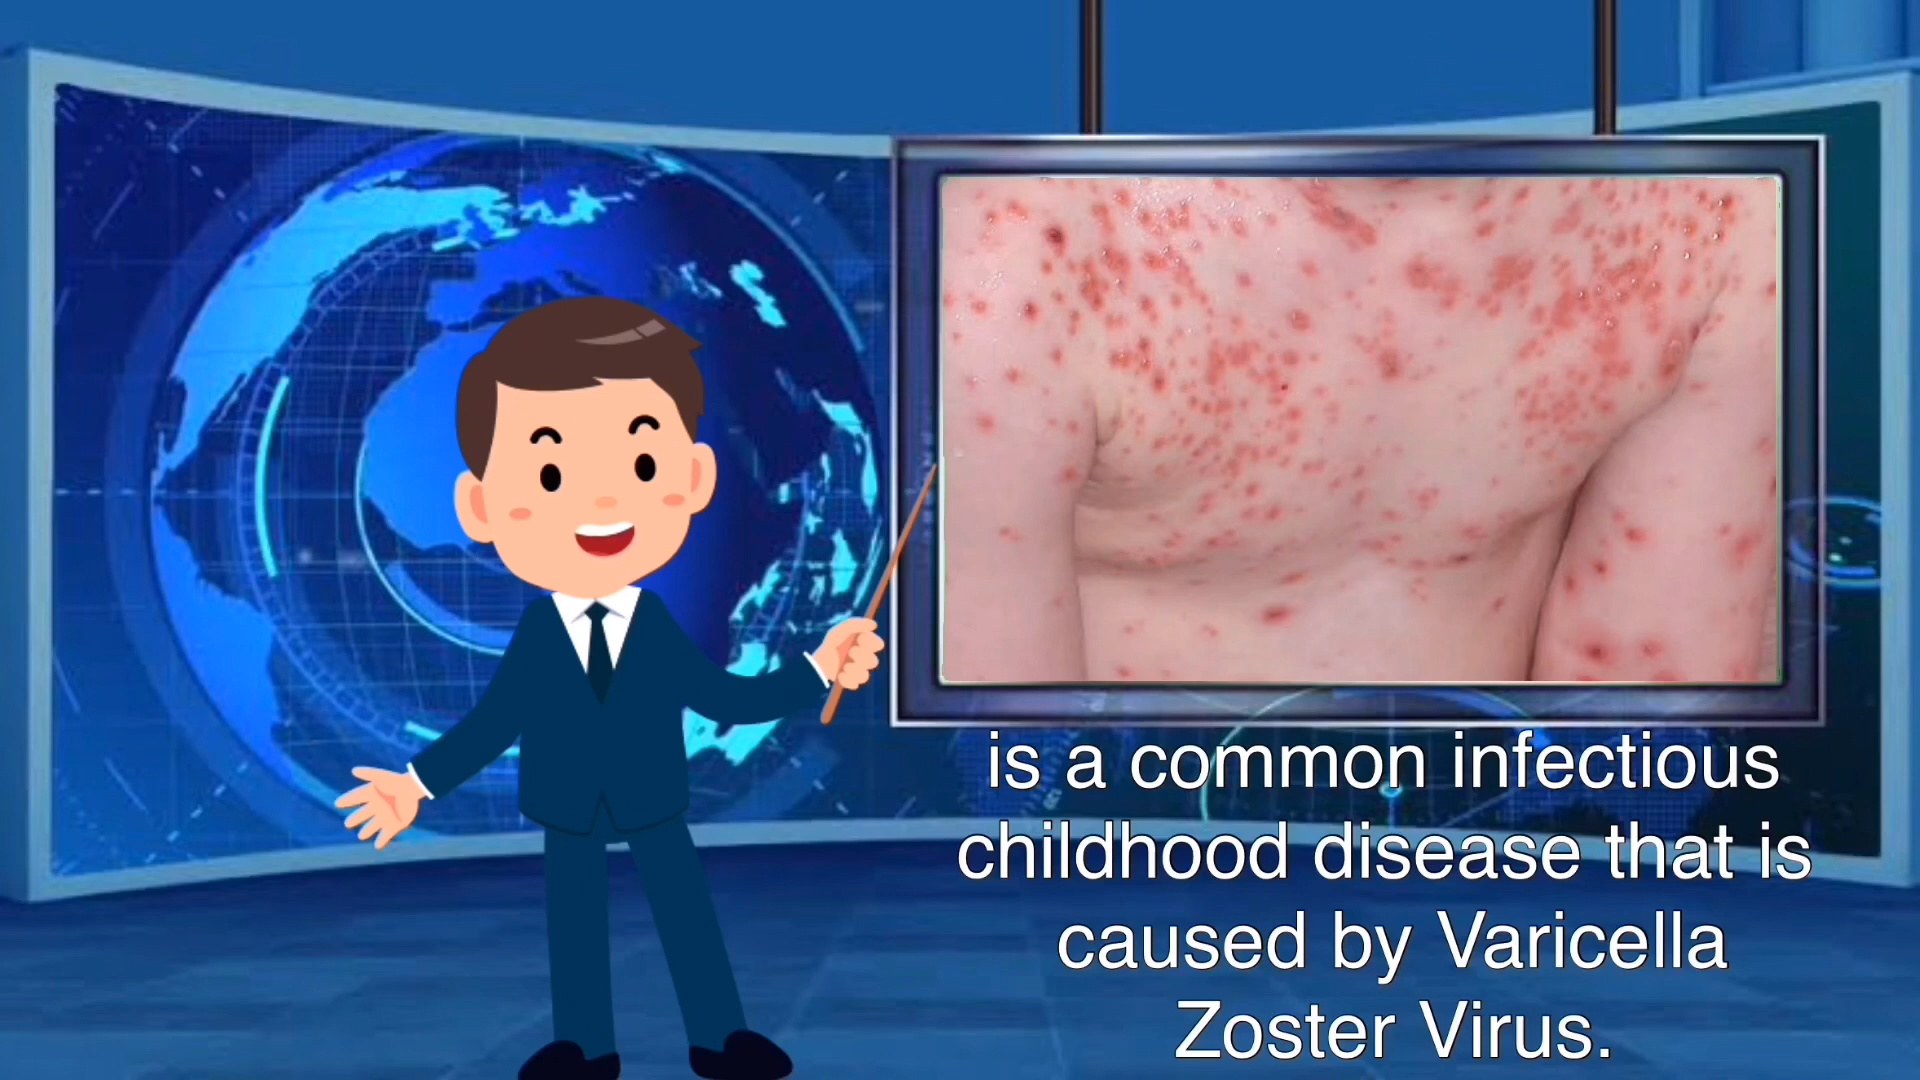 is a common infectious
childhood disease that is
caused by Varicella
Zoster Virus.